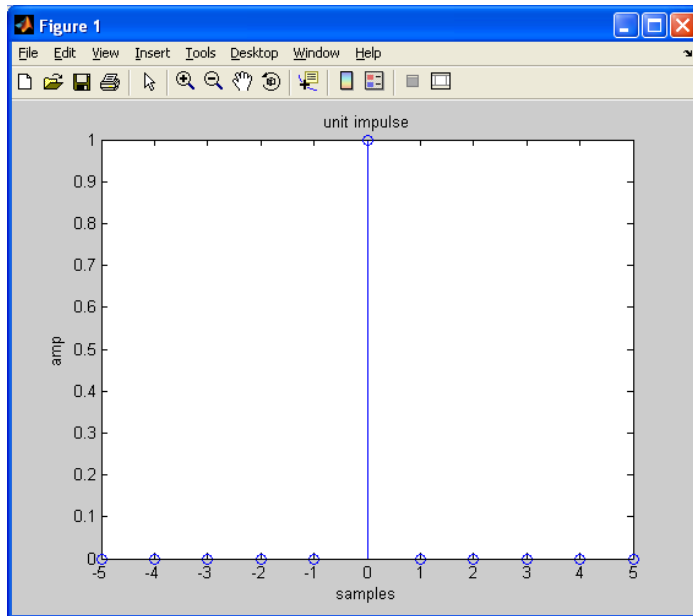 Figure 1
File Edit View Insert Tools Desktop Window Help
unit impulse
1
0.9
0.8
0.7
0.6
0.5
0.4
0.3
0.2
0.1
0
amp
-5 -4 -3 -2 -1 0 1 2 3 4 5
samples